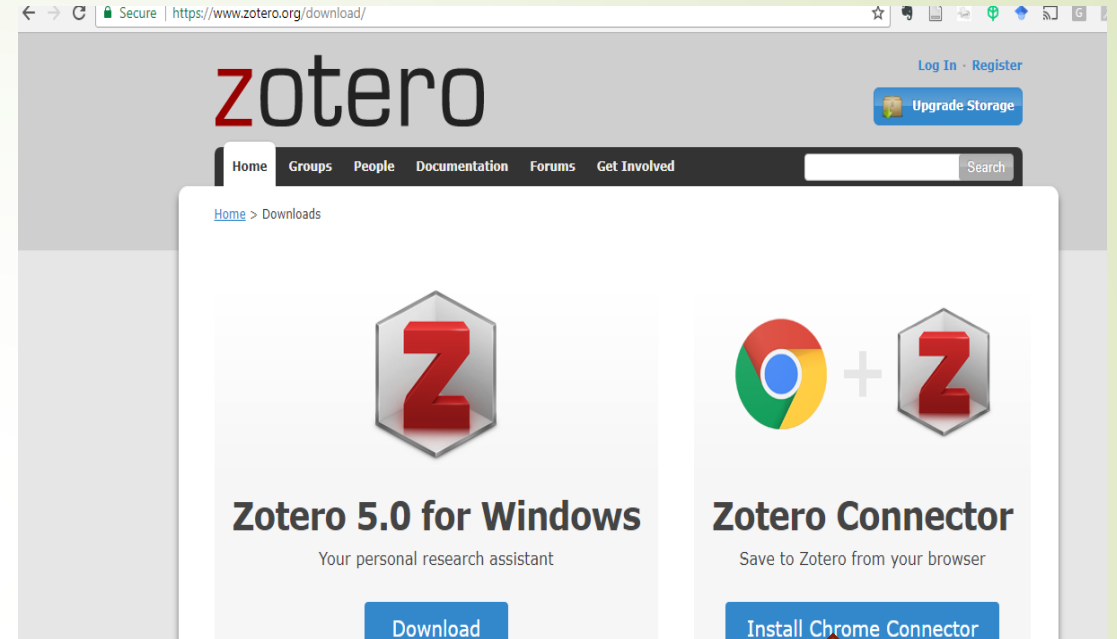 Secure | https://www.zotero.org/download/
G
zotero
Log In · Register
Upgrade Storage
Home Groups People Documentation Forums Get Involved Search
Home > Downloads
Z
Z
Zotero 5.0 for Windows
Your personal research assistant
Download
Zotero Connector
Save to Zotero from your browser
Install Chrome Connector